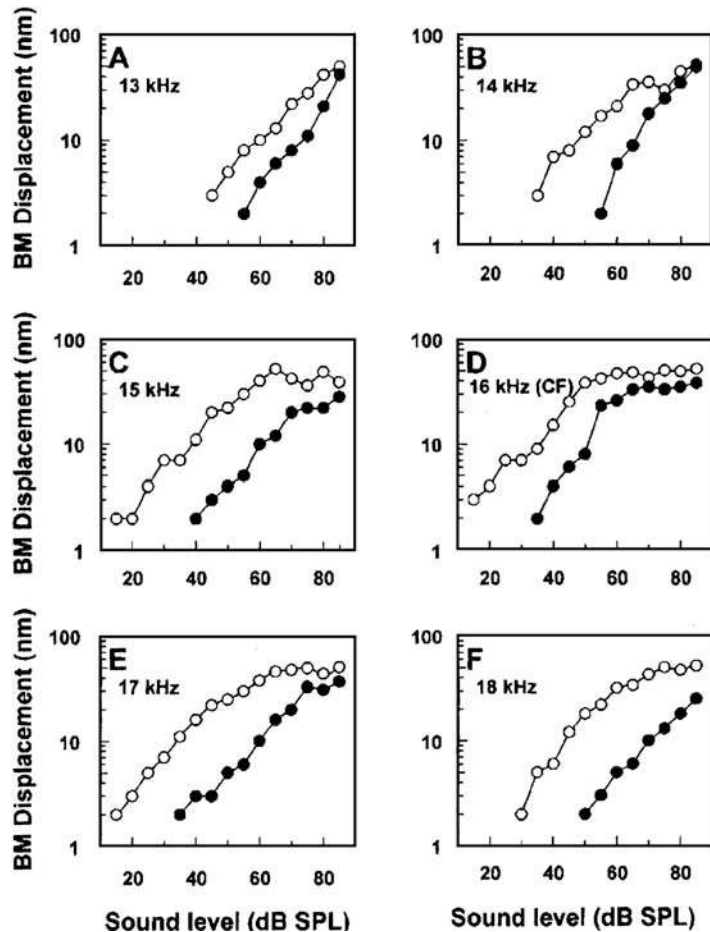 A
13 kHz
BM Displacement (nm)
100
10
1
20 40 60 80
B
14 kHz
BM Displacement (nm)
100
10
1
20 40 60 80
C
15 kHz
BM Displacement (nm)
100
10
1
20 40 60 80
D
16 kHz (CF)
100
10
1
20 40 60 80
E
17 kHz
BM Displacement (nm)
100
10
1
20 40 60 80
Sound level (dB SPL)
F
18 kHz
100
10
1
20 40 60 80
Sound level (dB SPL)